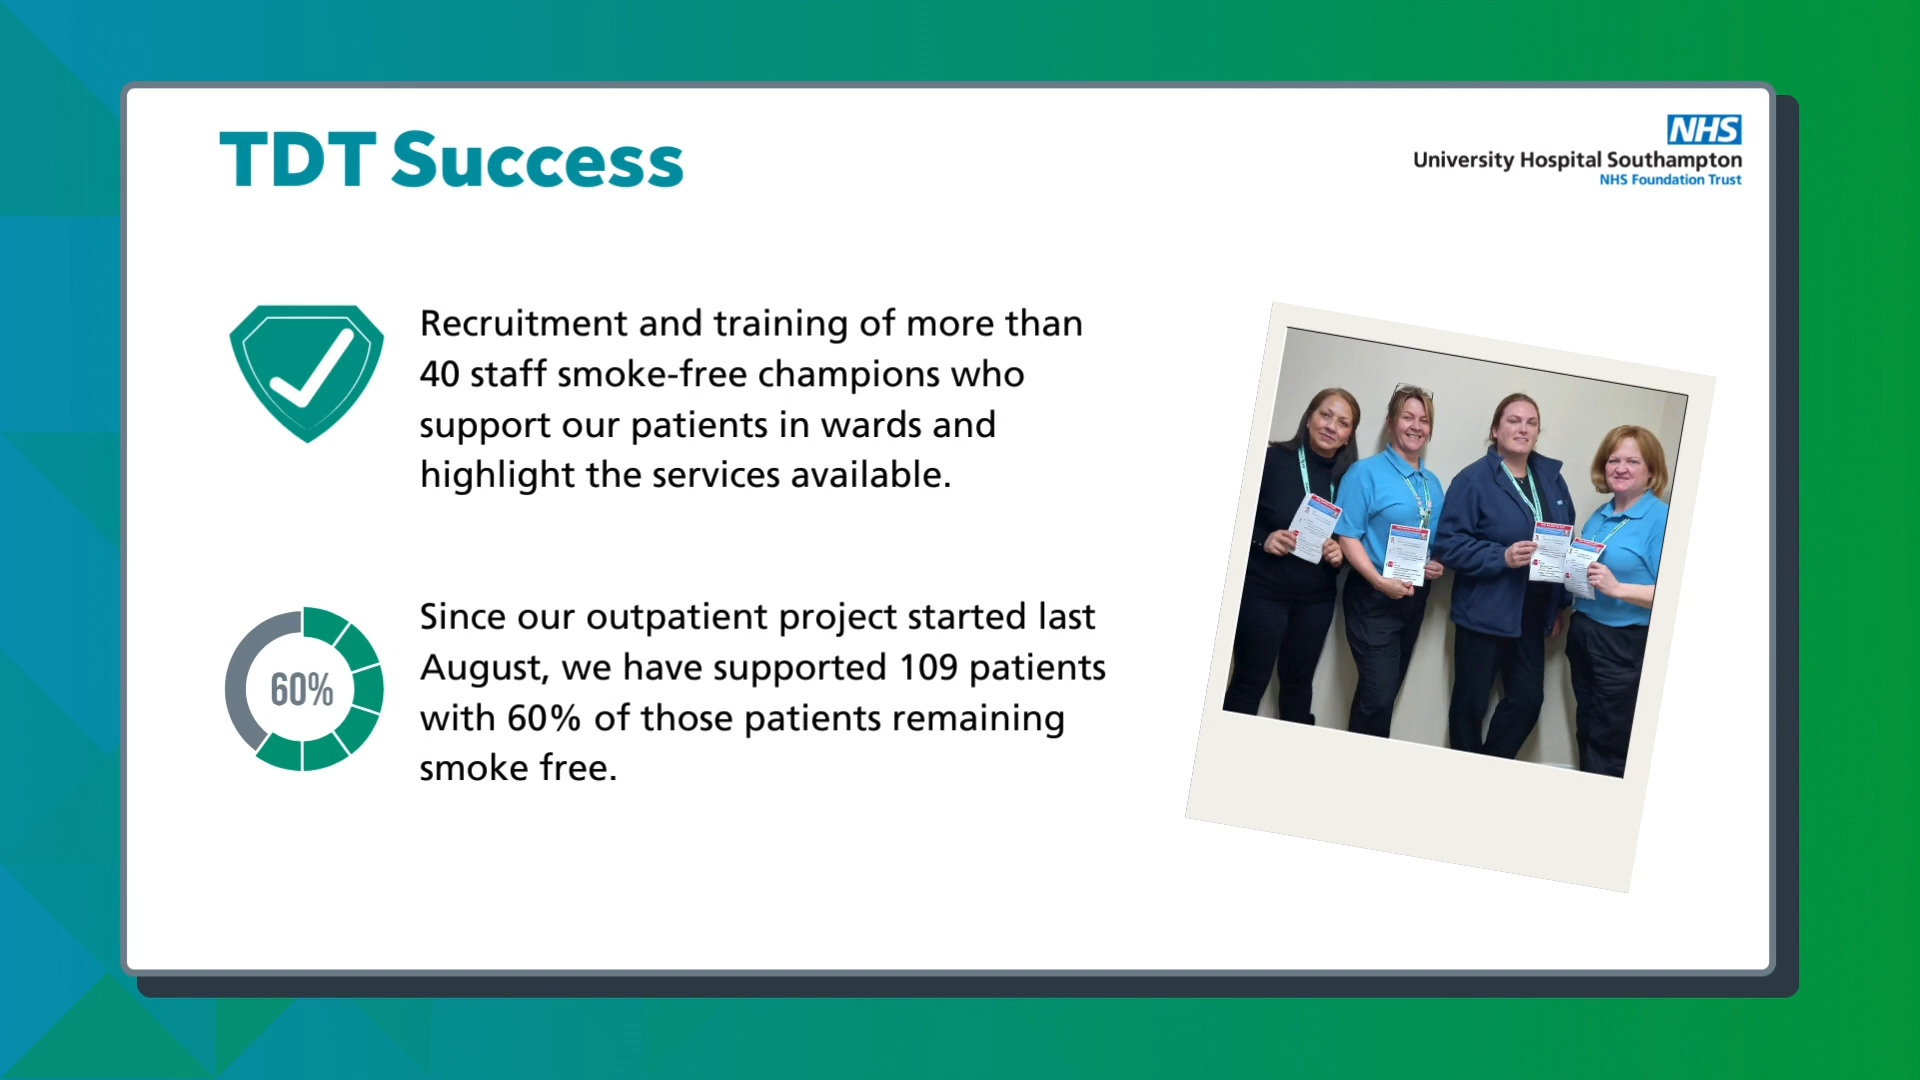 TDT Success
NHS
University Hospital Southampton
NHS Foundation Trust
Recruitment and training of more than
40 staff smoke-free champions who
support our patients in wards and
highlight the services available.
60%
Since our outpatient project started last
August, we have supported 109 patients
with 60% of those patients remaining
smoke free.